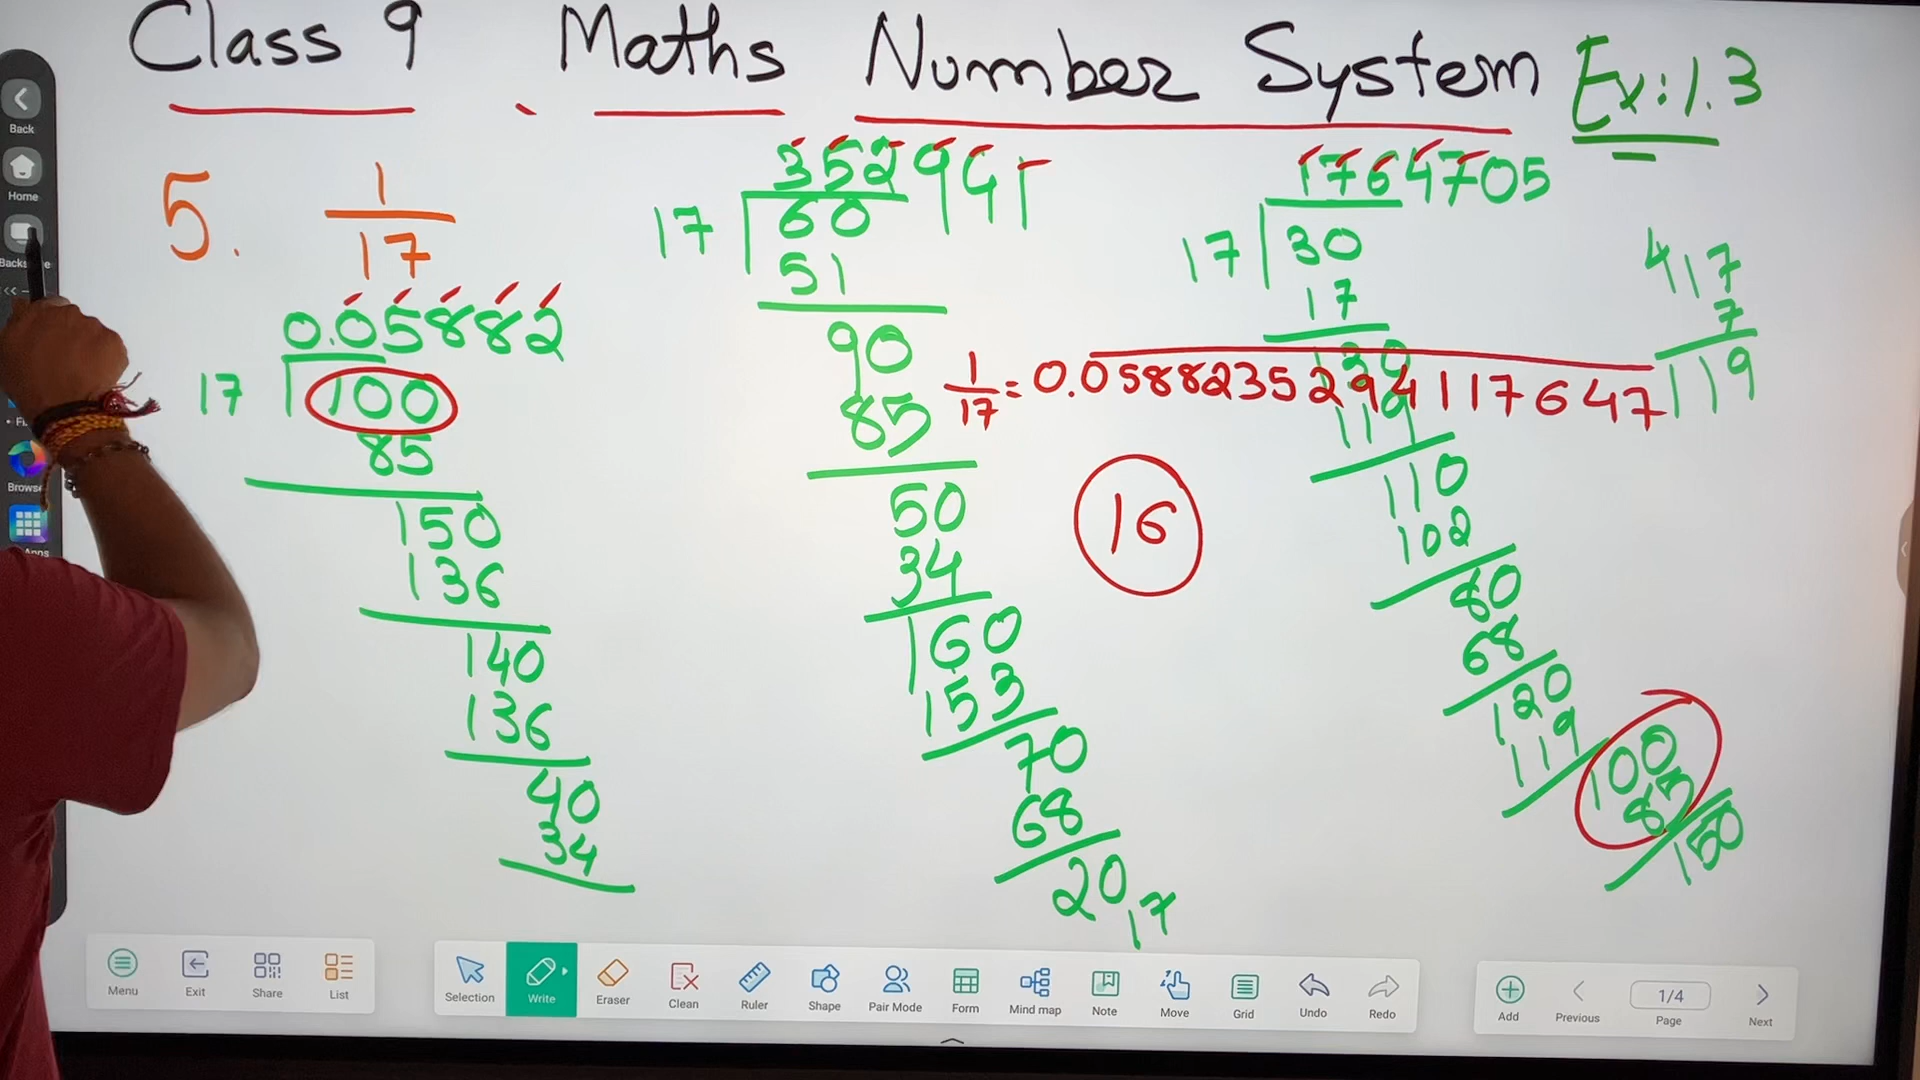 Class 9 Maths Number System Ex:1.3
5. 1
17
0.05882
17
100
85
150
136
140
136
40
34
352941
17
60
51
90
85
50
34
160
153
70
68
20
17
1764705
17
30
17
130
119
110
102
80
68
120
119
100
85
150
4
17
7
119
1
17 = 0.0588235294117647
16
Back
Home
Apps
Menu
Exit
Share
List
Selection
Write
Eraser
Clean
Ruler
Shape
Pair Mode
Form
Mind map
Note
Move
Grid
Undo
Redo
Add
Previous
1/4
Page
Next